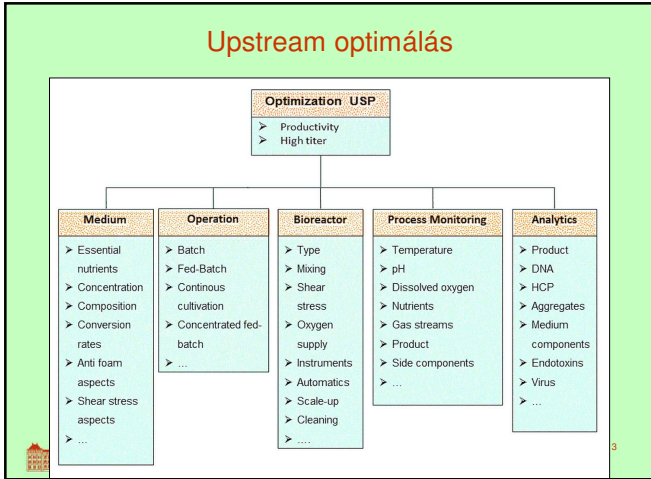 Upstream optimálás
Optimization USP
➢ Productivity
➢ High titer
Medium
➢ Essential
nutrients
➢ Concentration
➢ Composition
➢ Conversion
rates
➢ Anti foam
aspects
➢ Shear stress
aspects
➢ ...
Operation
➢ Batch
➢ Fed-Batch
➢ Continous
cultivation
➢ Concentrated fed-
batch
➢ ...
Bioreactor
➢ Type
➢ Mixing
➢ Shear
stress
➢ Oxygen
supply
➢ Instruments
➢ Automatics
➢ Scale-up
➢ Cleaning
➢ ....
Process Monitoring
➢ Temperature
➢ pH
➢ Dissolved oxygen
➢ Nutrients
➢ Gas streams
➢ Product
➢ Side components
➢ ...
Analytics
➢ Product
➢ DNA
➢ HCP
➢ Aggregates
➢ Medium
components
➢ Endotoxins
➢ Virus
➢ ...
3